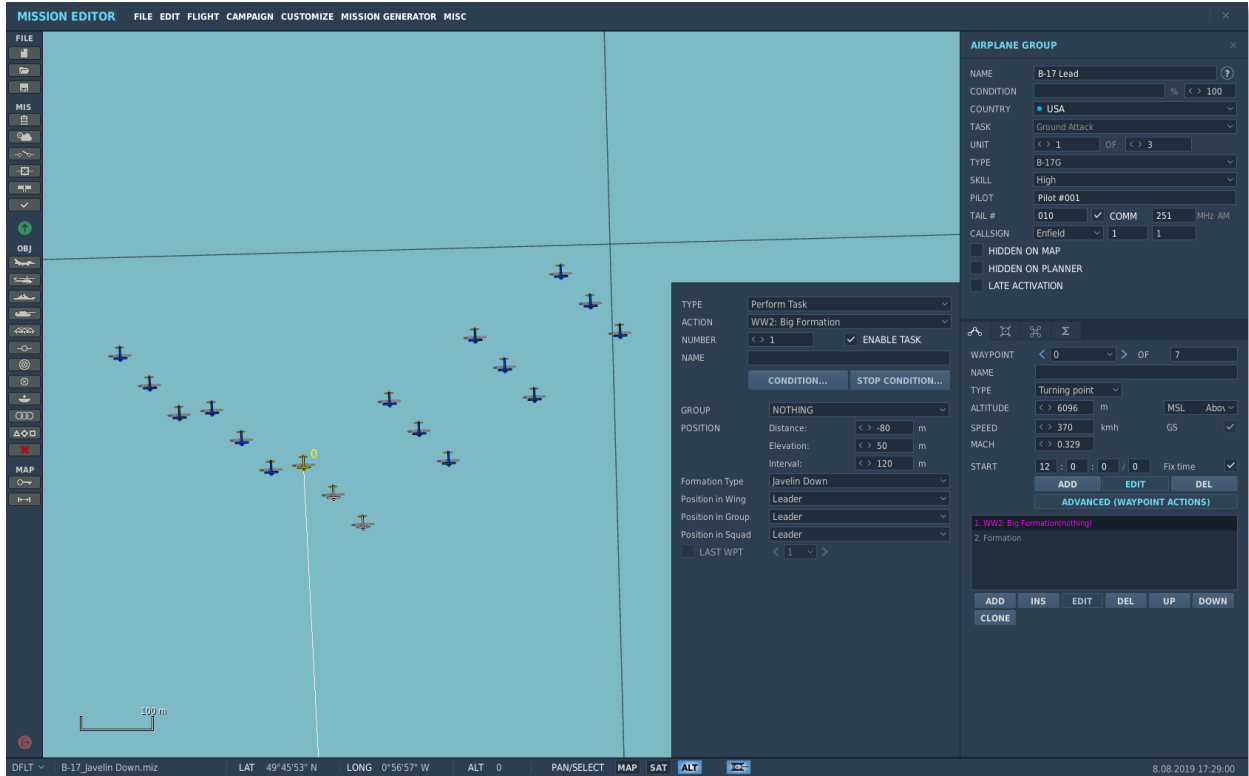 MISSION EDITOR FILE EDIT FLIGHT CAMPAIGN CUSTOMIZE MISSION GENERATOR MISC
FILE
MIS
OBJ
MAP
0
100 m
TYPE Perform Task
ACTION WW2: Big Formation
NUMBER < > 1 ENABLE TASK
NAME
CONDITION... STOP CONDITION...
GROUP NOTHING
POSITION Distance: < > -80 m
Elevation: < > 50 m
Interval: < > 120 m
Formation Type Javelin Down
Position in Wing Leader
Position in Group Leader
Position in Squad Leader
LAST WPT < 1 >
AIRPLANE GROUP
NAME B-17 Lead ?
CONDITION % < > 100
COUNTRY USA
TASK Ground Attack
UNIT < > 1 OF < > 3
TYPE B-17G
SKILL High
PILOT Pilot #001
TAIL # 010 COMM 251 MHz AM
CALLSIGN Enfield 1 1
HIDDEN ON MAP
HIDDEN ON PLANNER
LATE ACTIVATION
Σ
WAYPOINT < 0 > OF 7
NAME
TYPE Turning point
ALTITUDE < > 6096 m MSL Abov
SPEED < > 370 kmh GS
MACH < > 0.329
START 12 : 0 : 0 / 0 Fix time
ADD EDIT DEL
ADVANCED (WAYPOINT ACTIONS)
1. WW2: Big Formation(nothing)
2. Formation
ADD INS EDIT DEL UP DOWN
CLONE
DFLT B-17_Javelin Down.miz LAT 49°45'53" N LONG 0°56'57" W ALT 0 PAN/SELECT MAP SAT ALT 8.08.2019 17:29:00